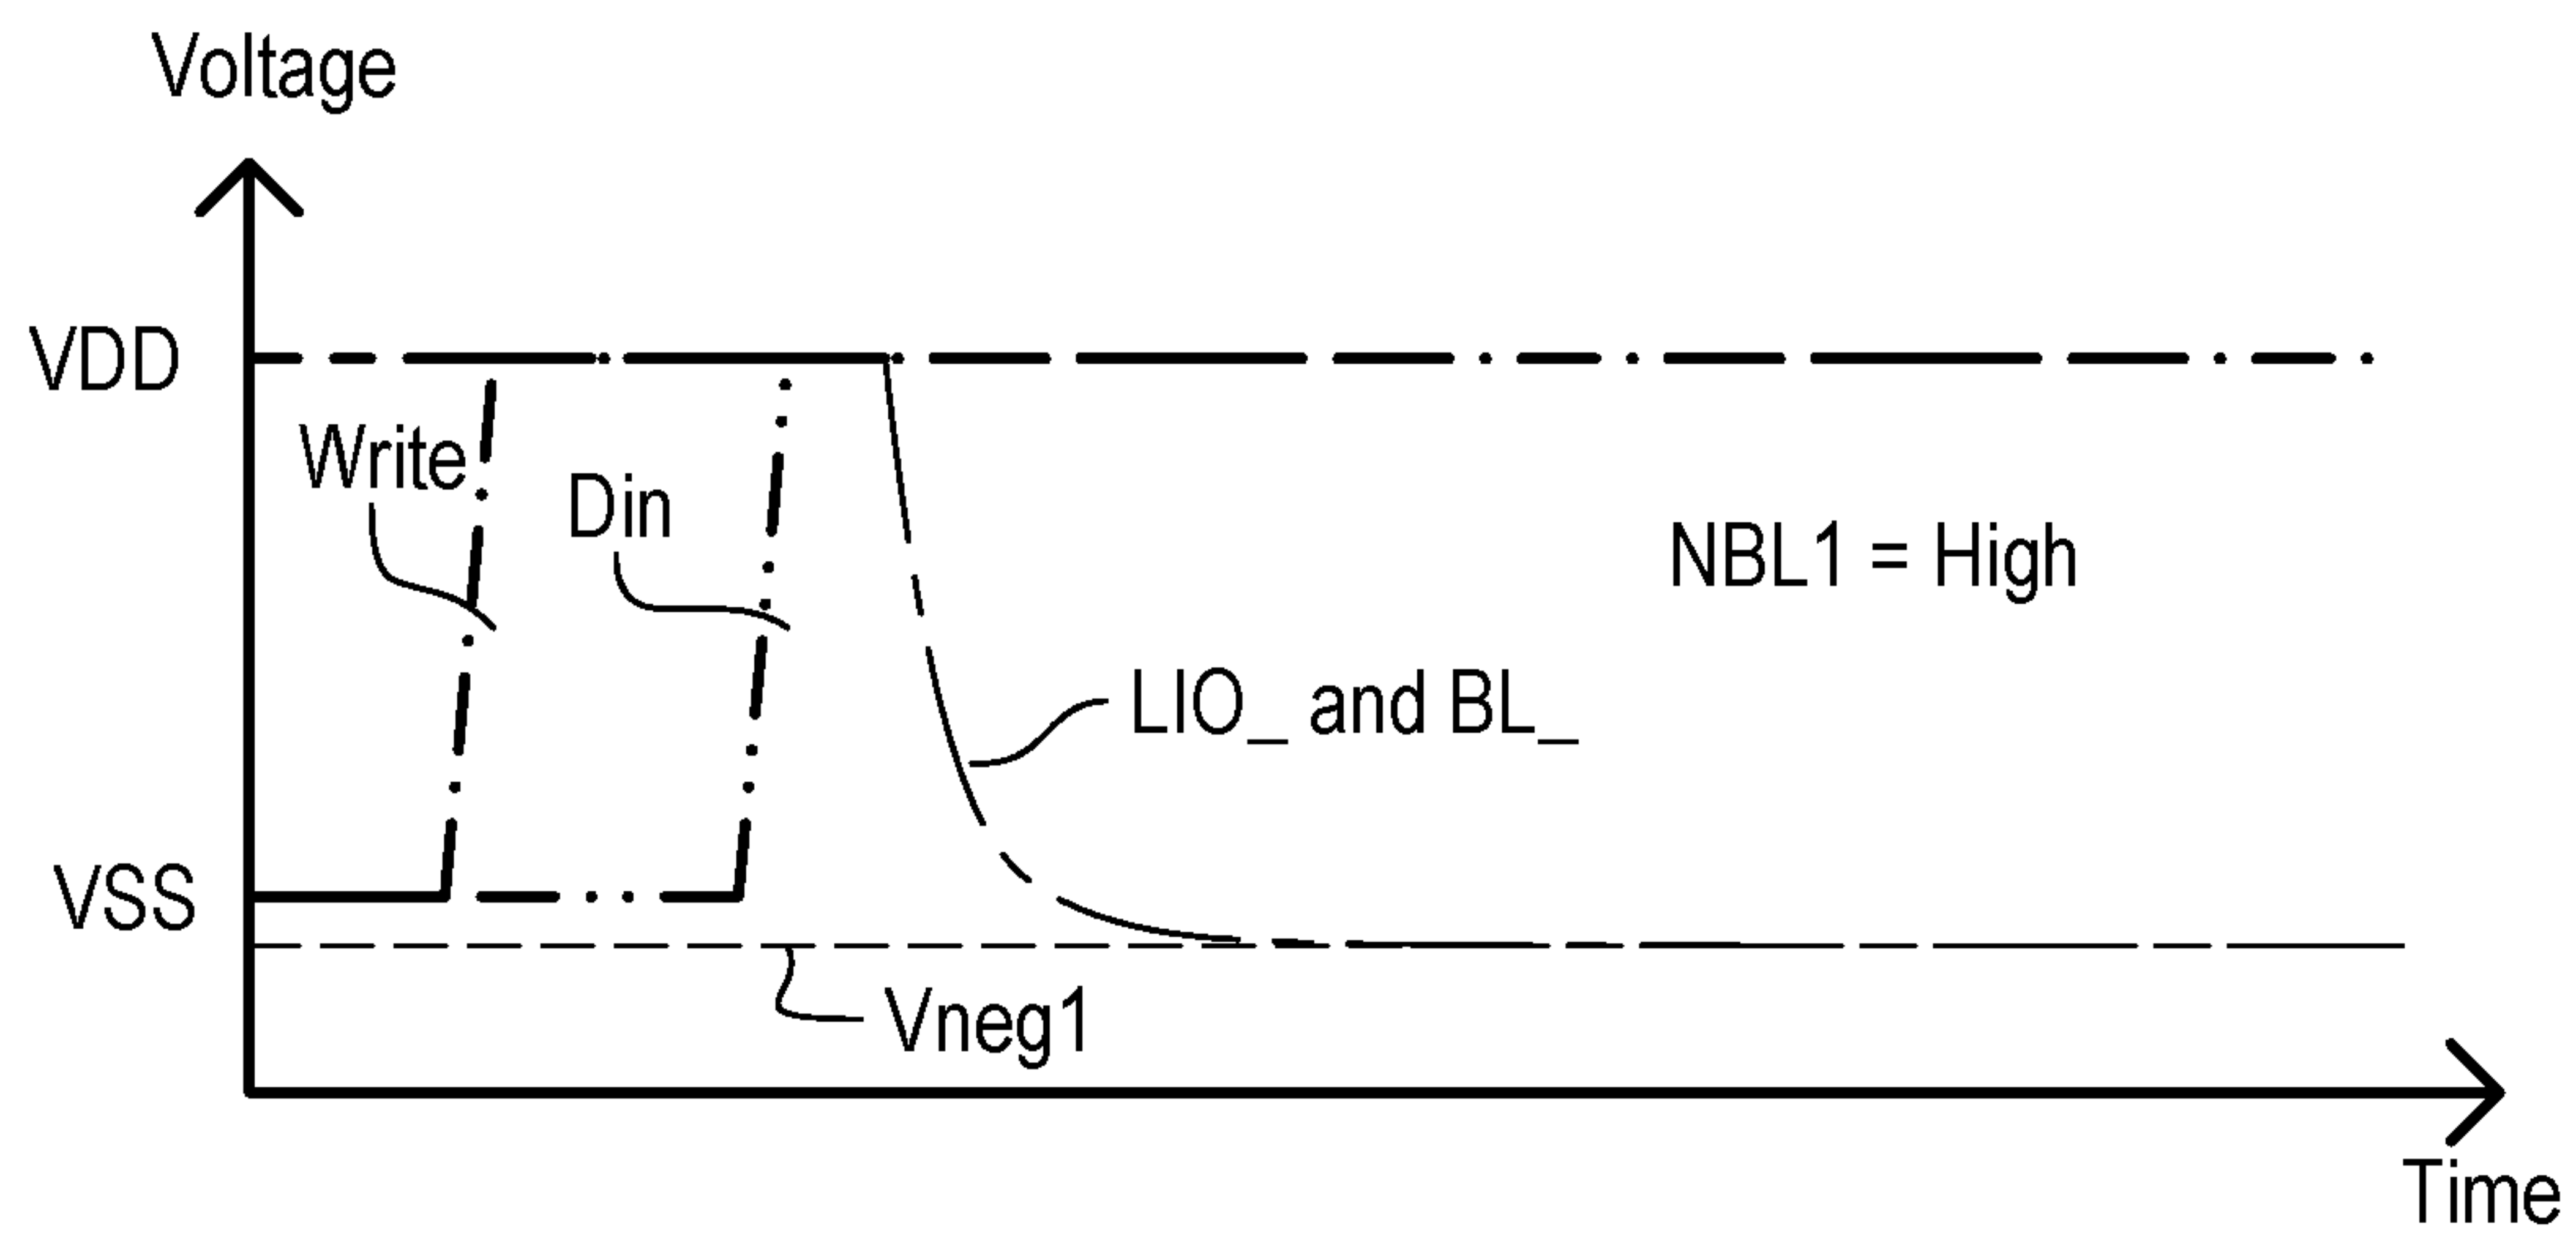 Voltage
VDD
Write
Din
NBL1 = High
LIO_ and BL_
VSS
Vneg1
Time